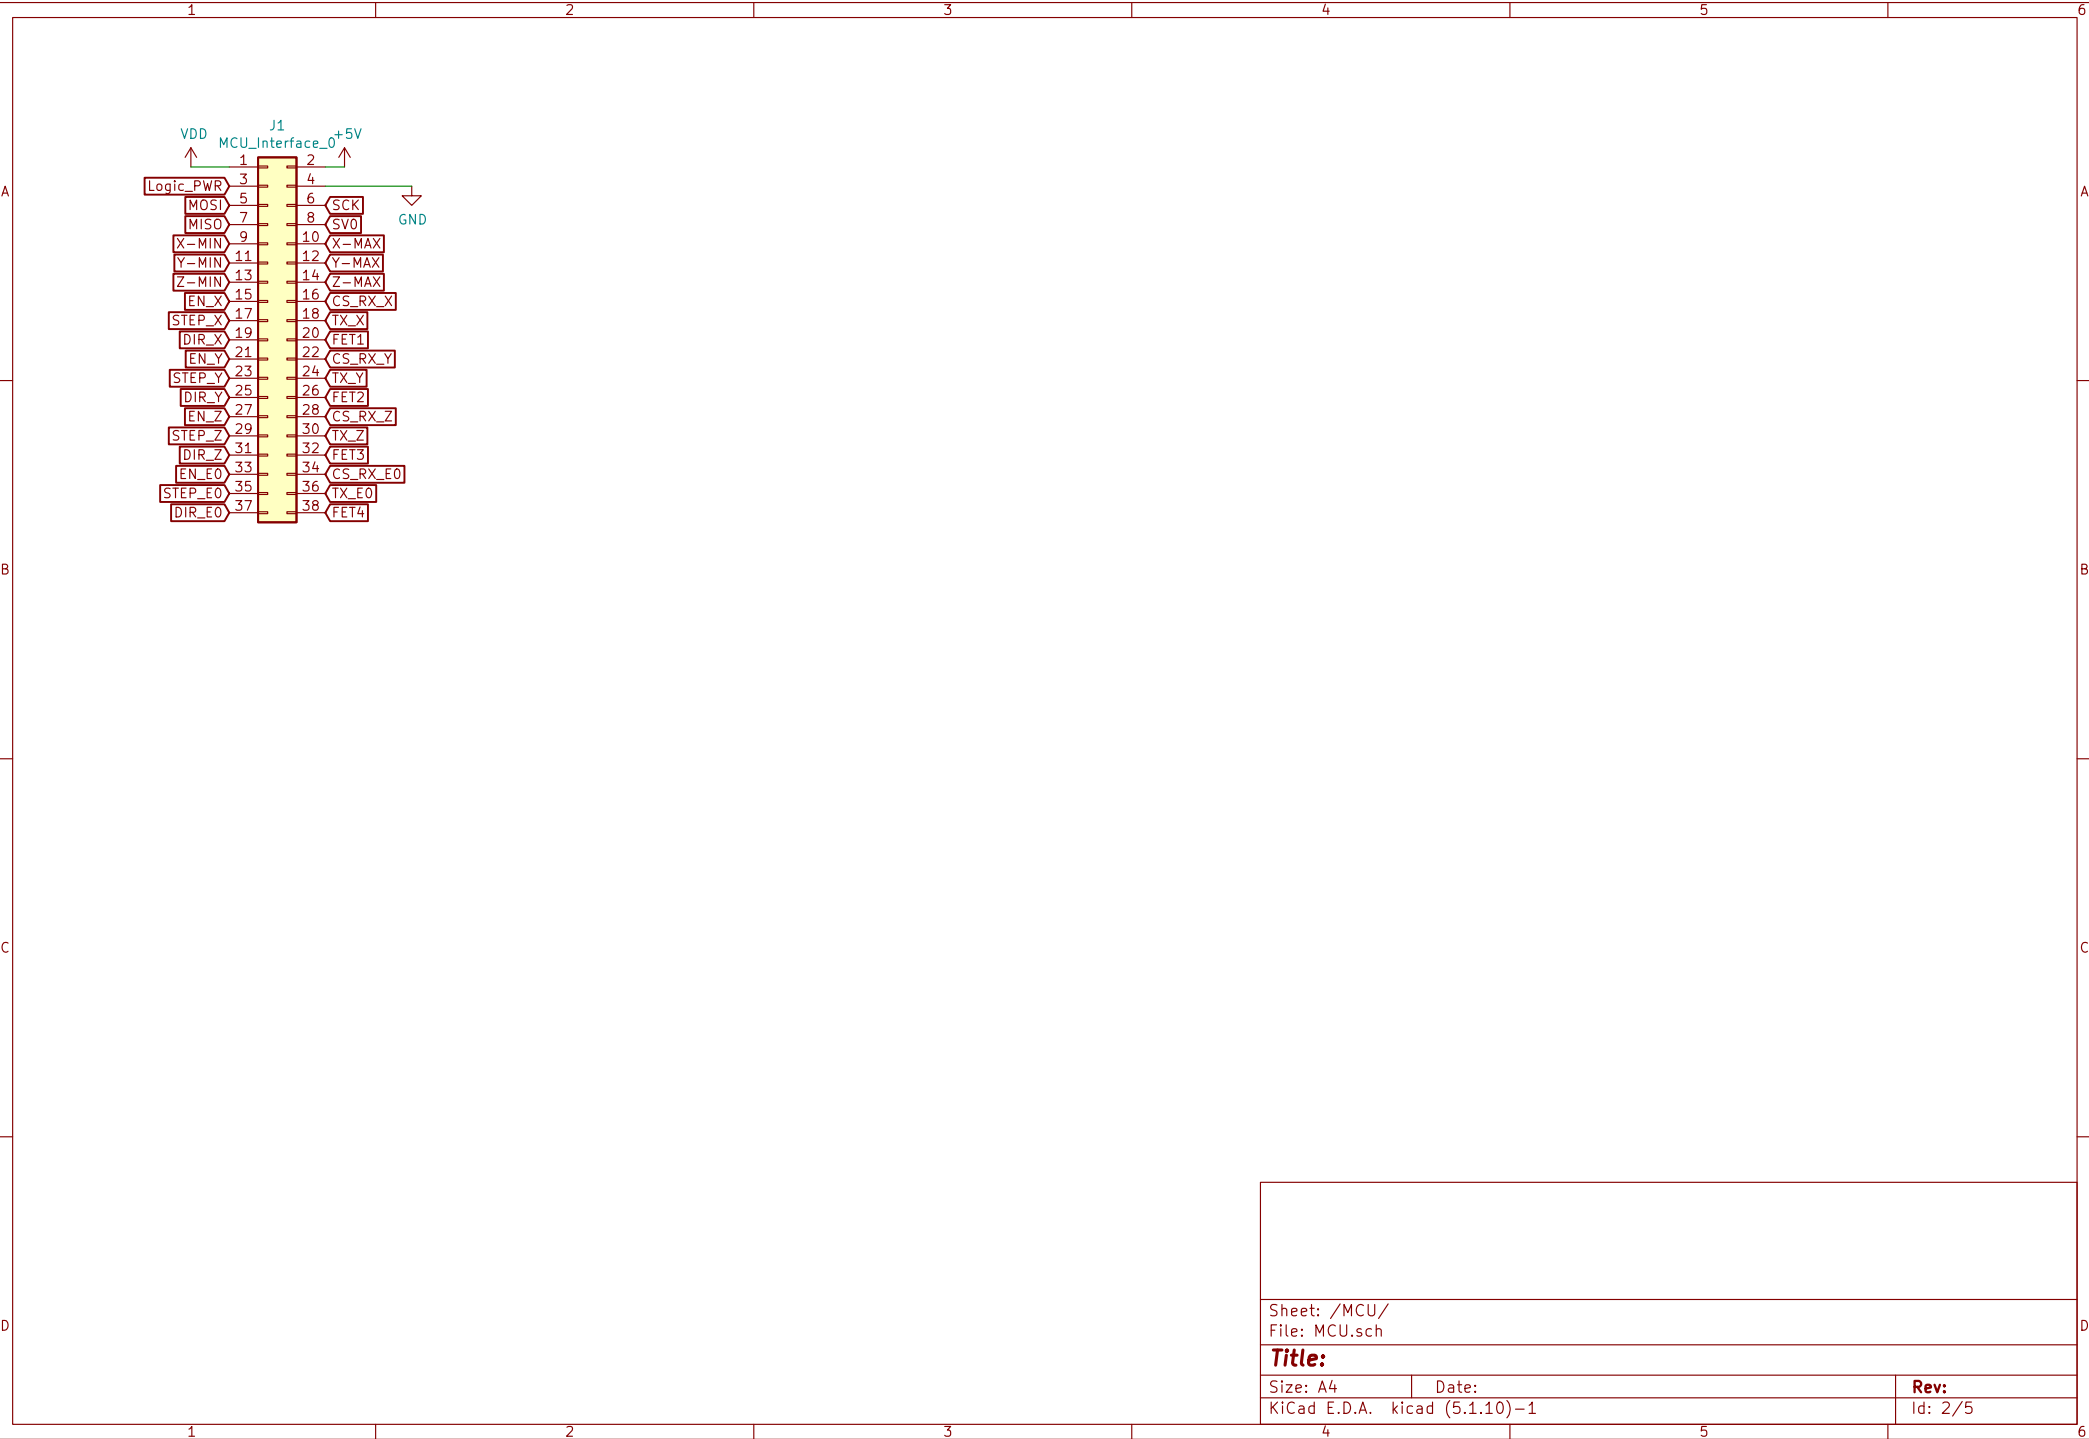 1 2 3 4 5 6
J1
VDD +5V
MCU_Interface_0
1 2
A Logic_PWR 3 4 A
MOSI 5 6 SCK
GND
MISO 7 8 SV0
X-MIN 9 10 X-MAX
Y-MIN 11 12 Y-MAX
Z-MIN 13 14 Z-MAX
EN_X 15 16 CS_RX_X
STEP_X 17 18 TX_X
DIR_X 19 20 FET1
EN_Y 21 22 CS_RX_Y
STEP_Y 23 24 TX_Y
DIR_Y 25 26 FET2
EN_Z 27 28 CS_RX_Z
STEP_Z 29 30 TX_Z
DIR_Z 31 32 FET3
EN_E0 33 34 CS_RX_E0
STEP_E0 35 36 TX_E0
DIR_E0 37 38 FET4
B B
C C
Sheet: /MCU/
D D
File: MCU.sch
Title:
Size: A4 Date: Rev:
KiCad E.D.A. kicad (5.1.10)-1 Id: 2/5
1 2 3 4 5 6